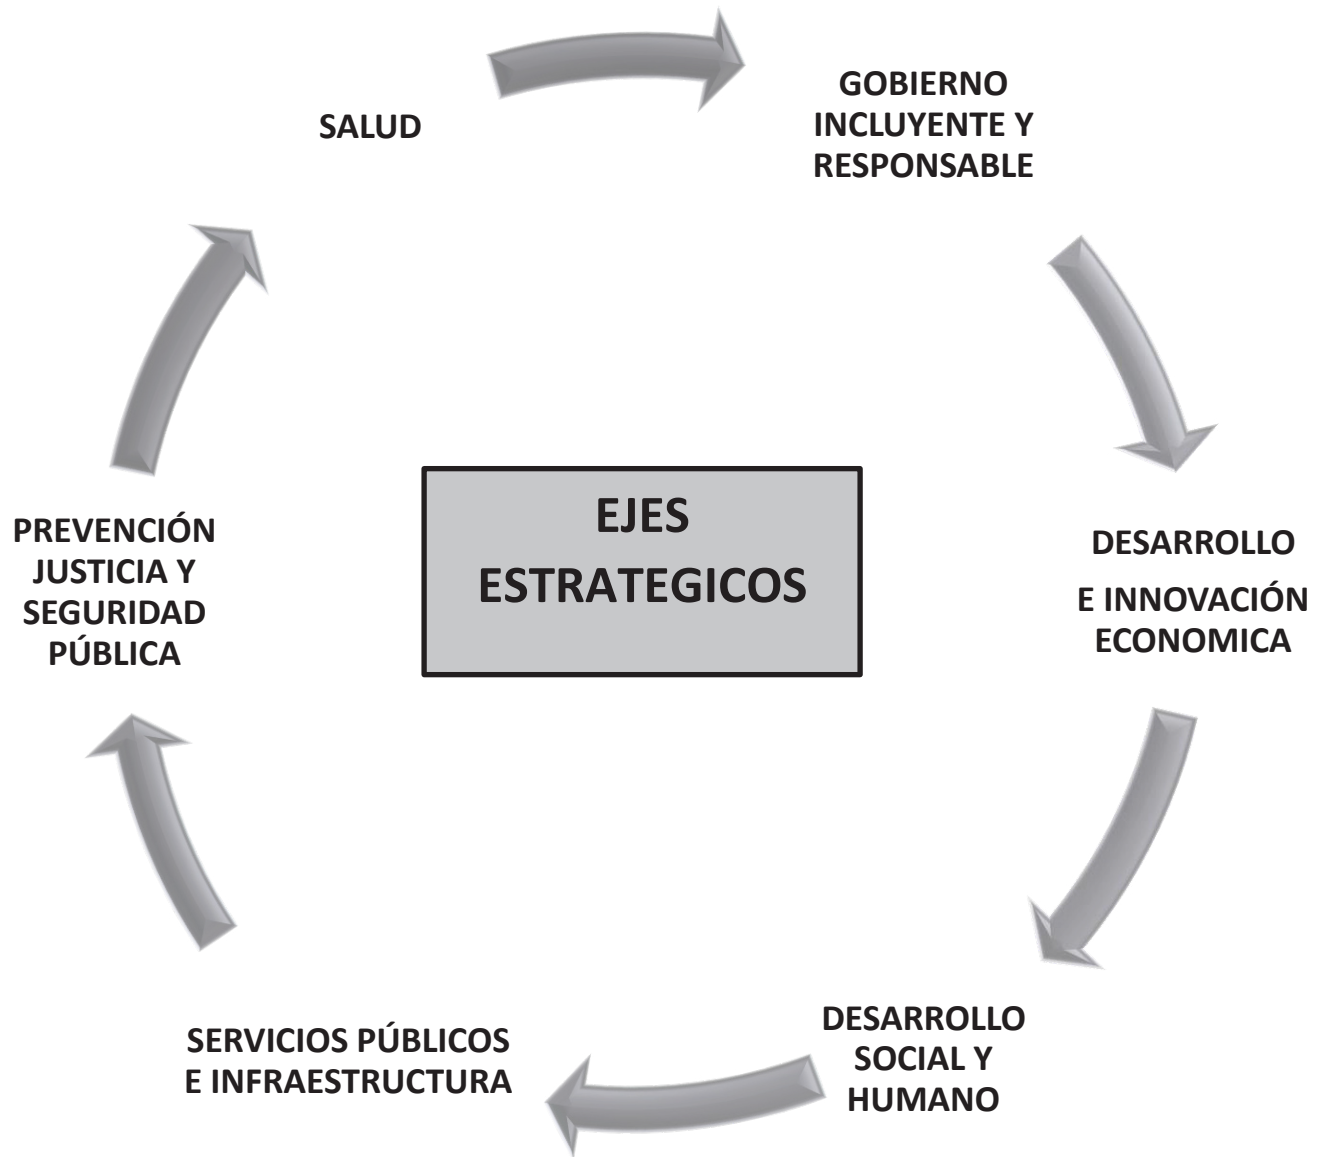 SALUD
GOBIERNO
INCLUYENTE Y
RESPONSABLE
DESARROLLO
E INNOVACIÓN
ECONOMICA
DESARROLLO
SOCIAL Y
HUMANO
SERVICIOS PÚBLICOS
E INFRAESTRUCTURA
PREVENCIÓN
JUSTICIA Y
SEGURIDAD
PÚBLICA
EJES
ESTRATEGICOS